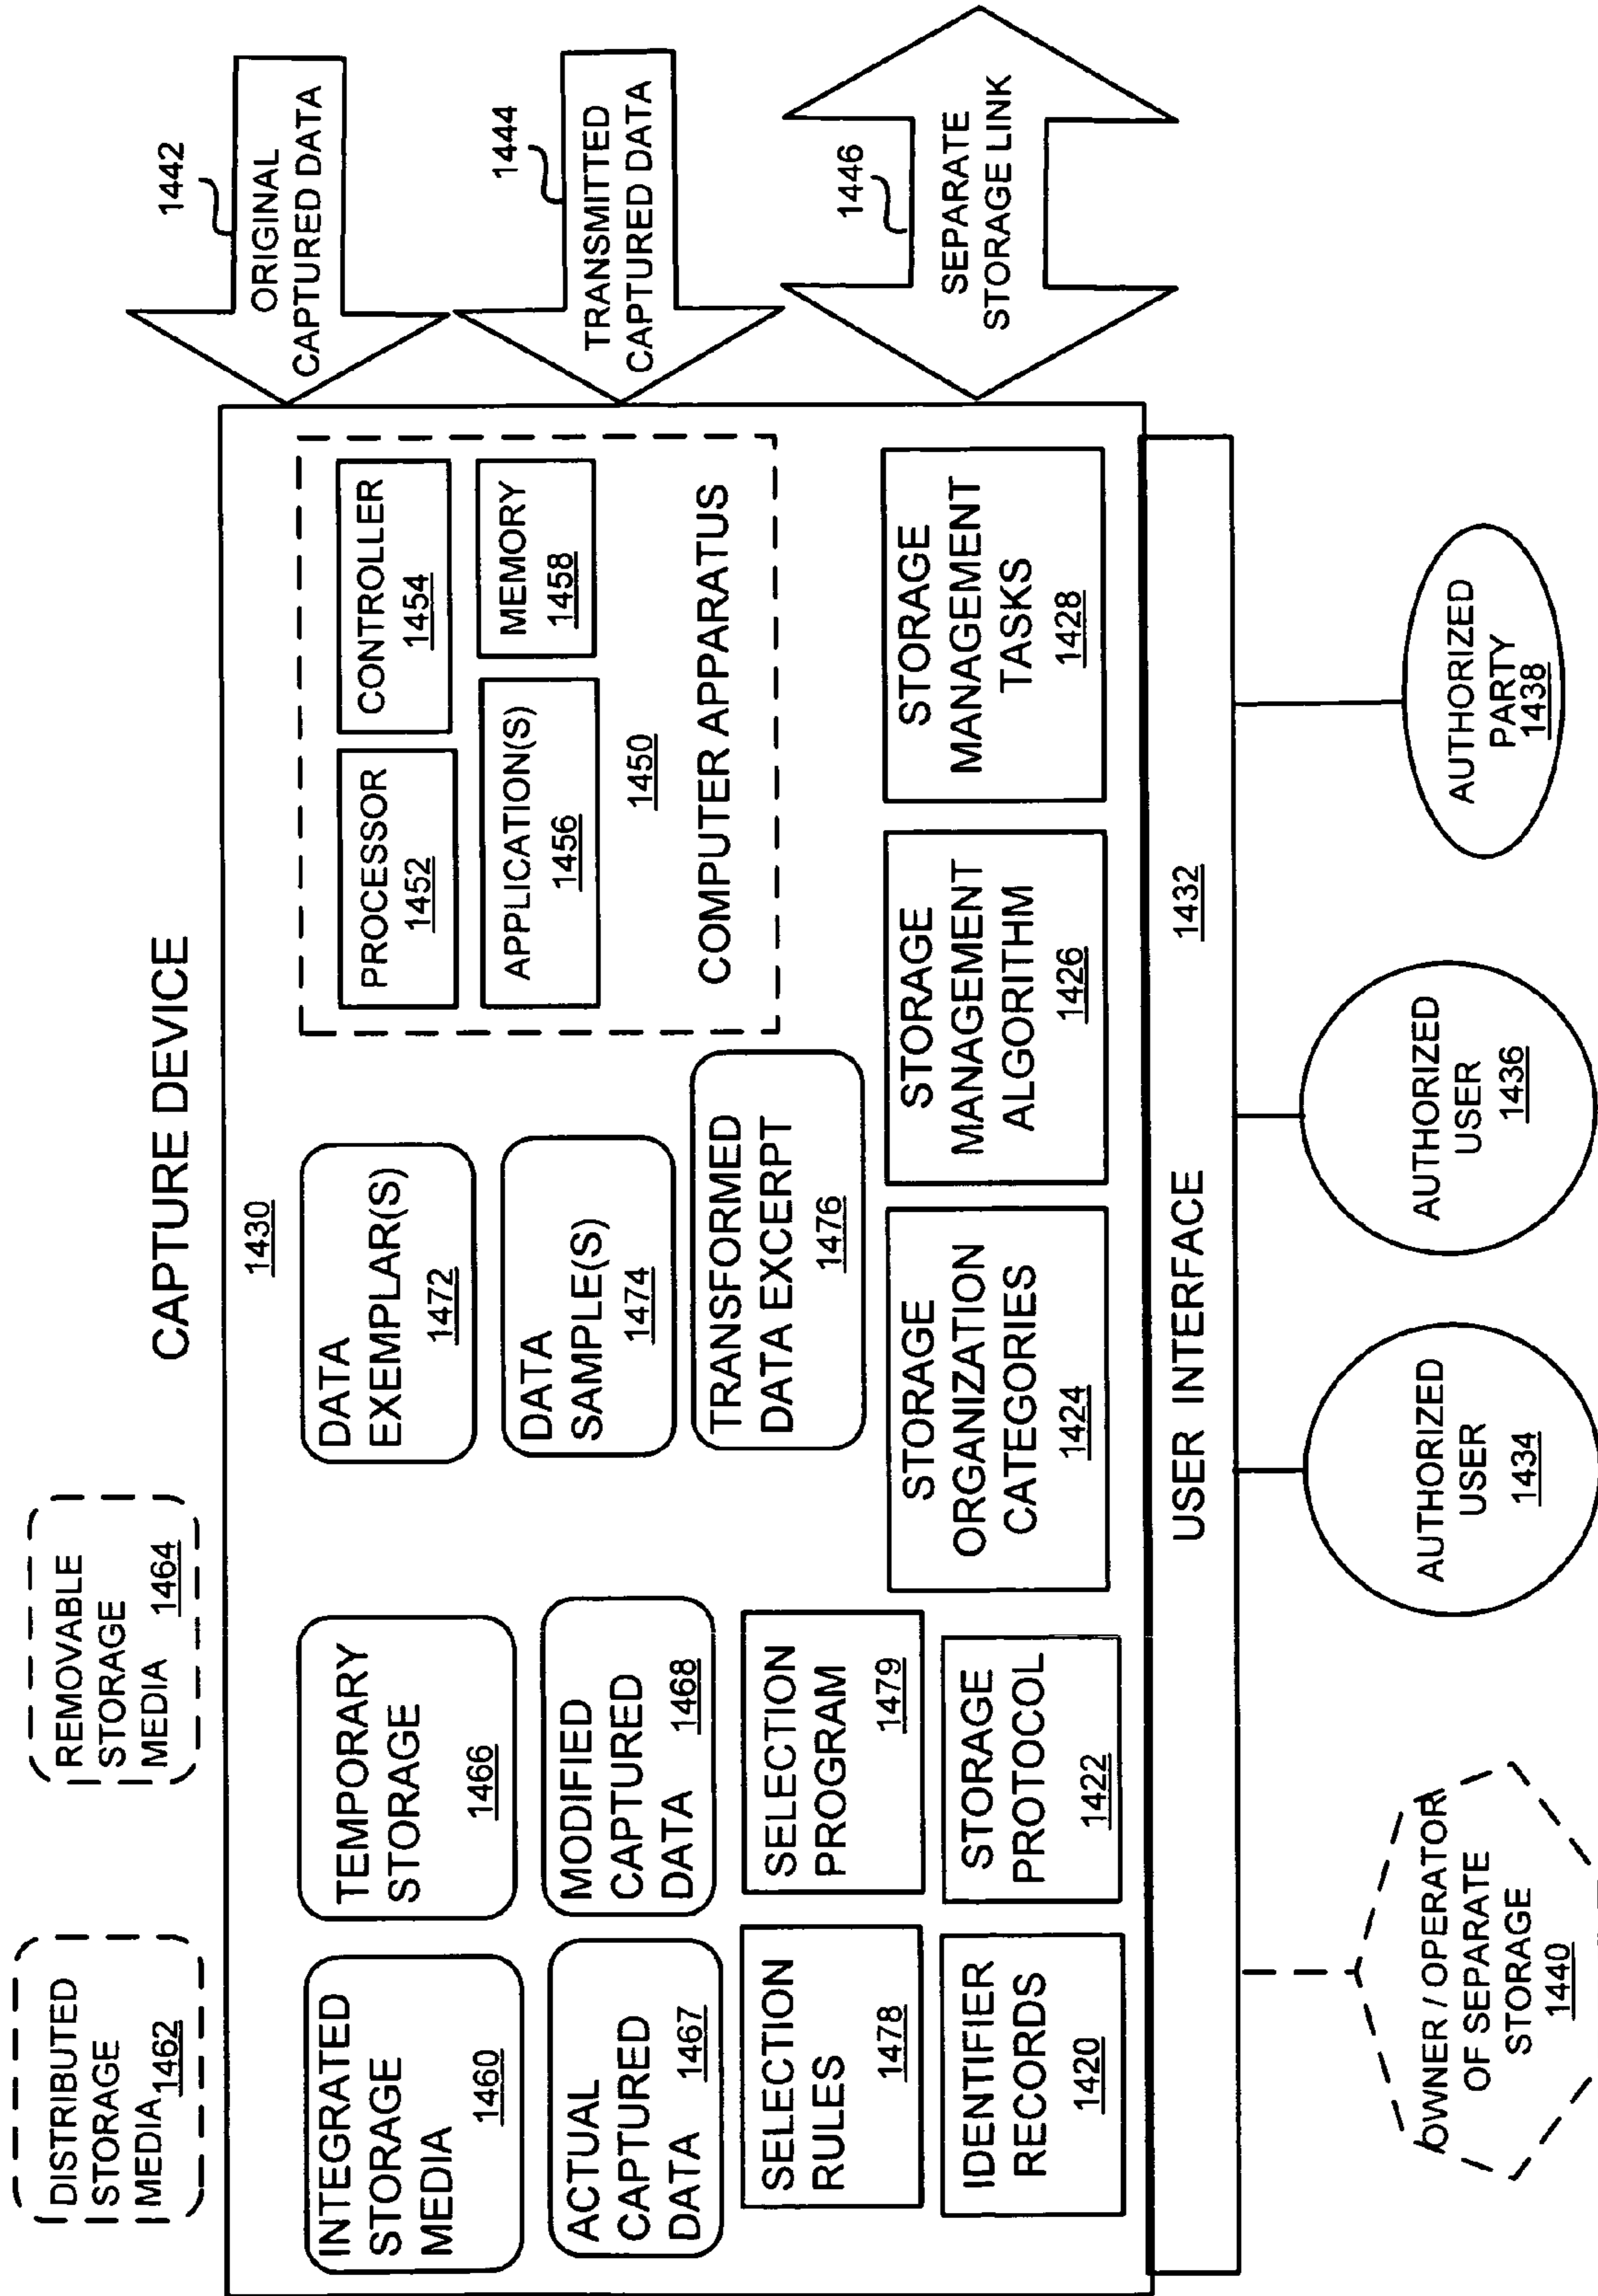 CAPTURE DEVICE
DISTRIBUTED
STORAGE
MEDIA 1462
REMOVABLE
STORAGE
MEDIA 1464
1430
INTEGRATED
STORAGE
MEDIA
1460
TEMPORARY
STORAGE
1466
DATA
EXEMPLAR(S)
1472
PROCESSOR
1452
CONTROLLER
1454
APPLICATION(S)
1456
MEMORY
1458
1450
COMPUTER APPARATUS
ACTUAL
CAPTURED
DATA 1467
MODIFIED
CAPTURED
DATA 1468
DATA
SAMPLE(S)
1474
TRANSFORMED
DATA EXCERPT
1476
SELECTION
RULES
1478
SELECTION
PROGRAM
1479
IDENTIFIER
RECORDS
1420
STORAGE
PROTOCOL
1422
STORAGE
ORGANIZATION
CATEGORIES
1424
STORAGE
MANAGEMENT
ALGORITHM
1426
STORAGE
MANAGEMENT
TASKS
1428
1442
ORIGINAL
CAPTURED DATA
1444
TRANSMITTED
CAPTURED DATA
1446
SEPARATE
STORAGE LINK
USER INTERFACE
1432
OWNER / OPERATOR
OF SEPARATE
STORAGE
1440
AUTHORIZED
USER
1434
AUTHORIZED
USER
1436
AUTHORIZED
PARTY
1438